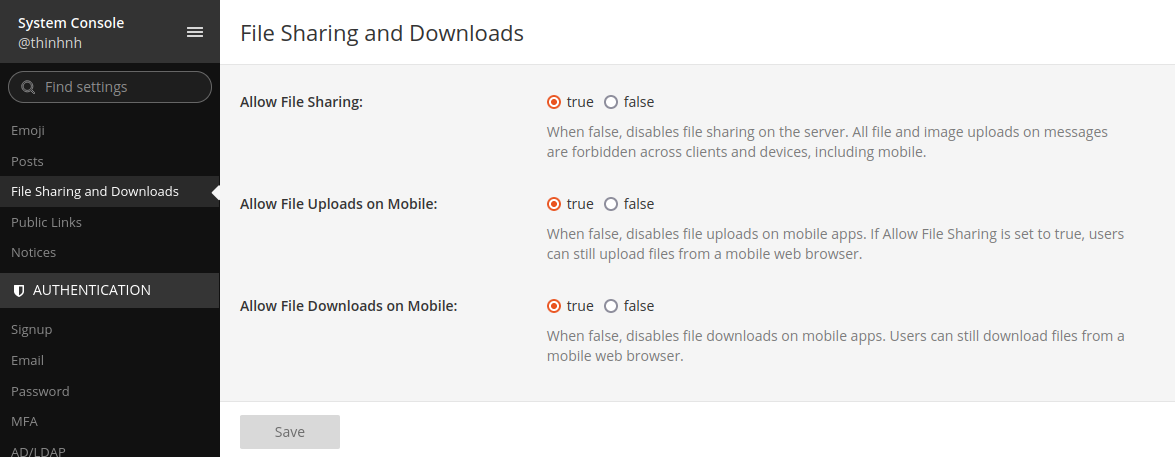 System Console
@thinhnh
Find settings
Emoji
Posts
File Sharing and Downloads
Public Links
Notices
AUTHENTICATION
Signup
Email
Password
MFA
AD/LDAP
File Sharing and Downloads
Allow File Sharing:
true false
When false, disables file sharing on the server. All file and image uploads on messages
are forbidden across clients and devices, including mobile.
Allow File Uploads on Mobile:
true false
When false, disables file uploads on mobile apps. If Allow File Sharing is set to true, users
can still upload files from a mobile web browser.
Allow File Downloads on Mobile:
true false
When false, disables file downloads on mobile apps. Users can still download files from a
mobile web browser.
Save